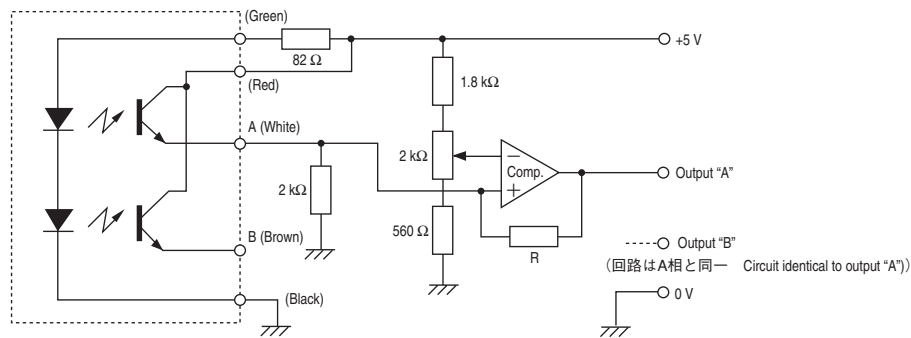 (Green)
82 Ω
+5 V
(Red)
1.8 kΩ
A (White)
2 kΩ
2 kΩ
−
Comp.
+
Output “A”
560 Ω
R
B (Brown)
Output “B”
（回路はA相と同一 Circuit identical to output “A”)）
(Black)
0 V